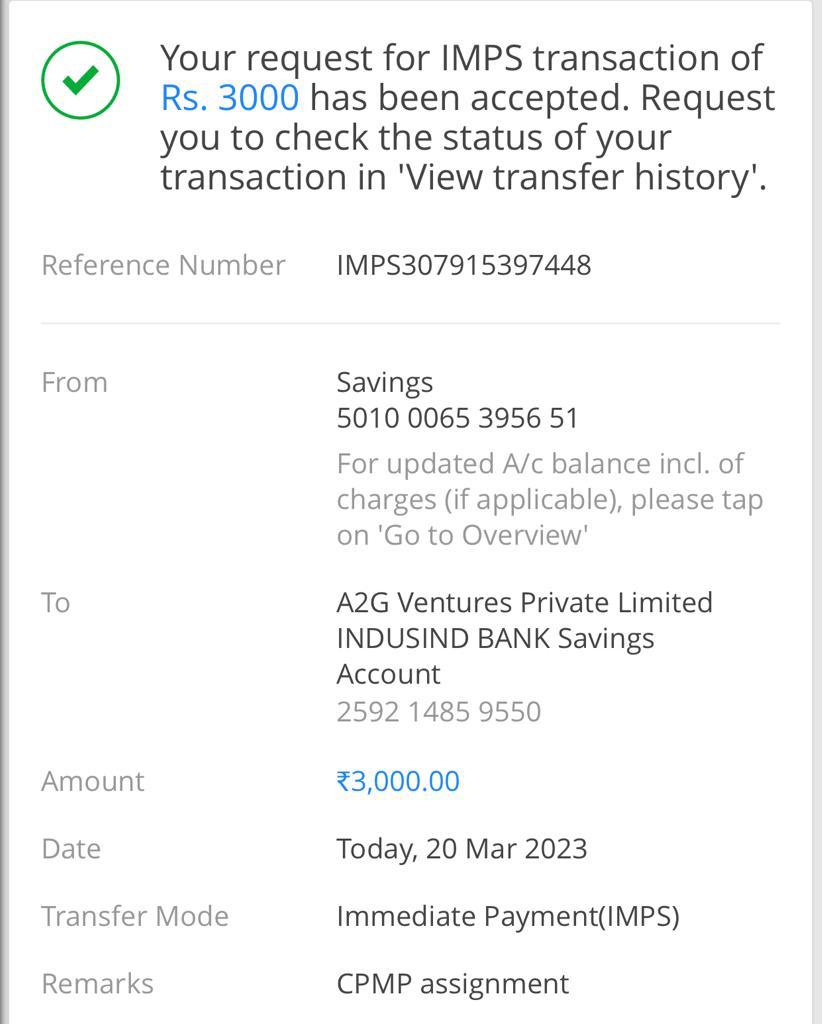 Your request for IMPS transaction of
Rs. 3000 has been accepted. Request
you to check the status of your
transaction in 'View transfer history'.
Reference Number IMPS307915397448
From Savings
5010 0065 3956 51
For updated A/c balance incl. of
charges (if applicable), please tap
on 'Go to Overview'
To A2G Ventures Private Limited
INDUSIND BANK Savings
Account
2592 1485 9550
Amount ₹3,000.00
Date Today, 20 Mar 2023
Transfer Mode Immediate Payment(IMPS)
Remarks CPMP assignment